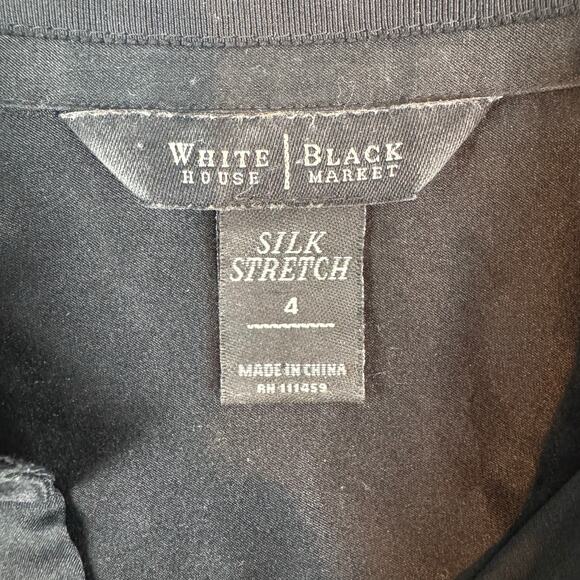 WHITE | BLACK
HOUSE | MARKET
SILK
STRETCH
4
MADE IN CHINA
RN 111459